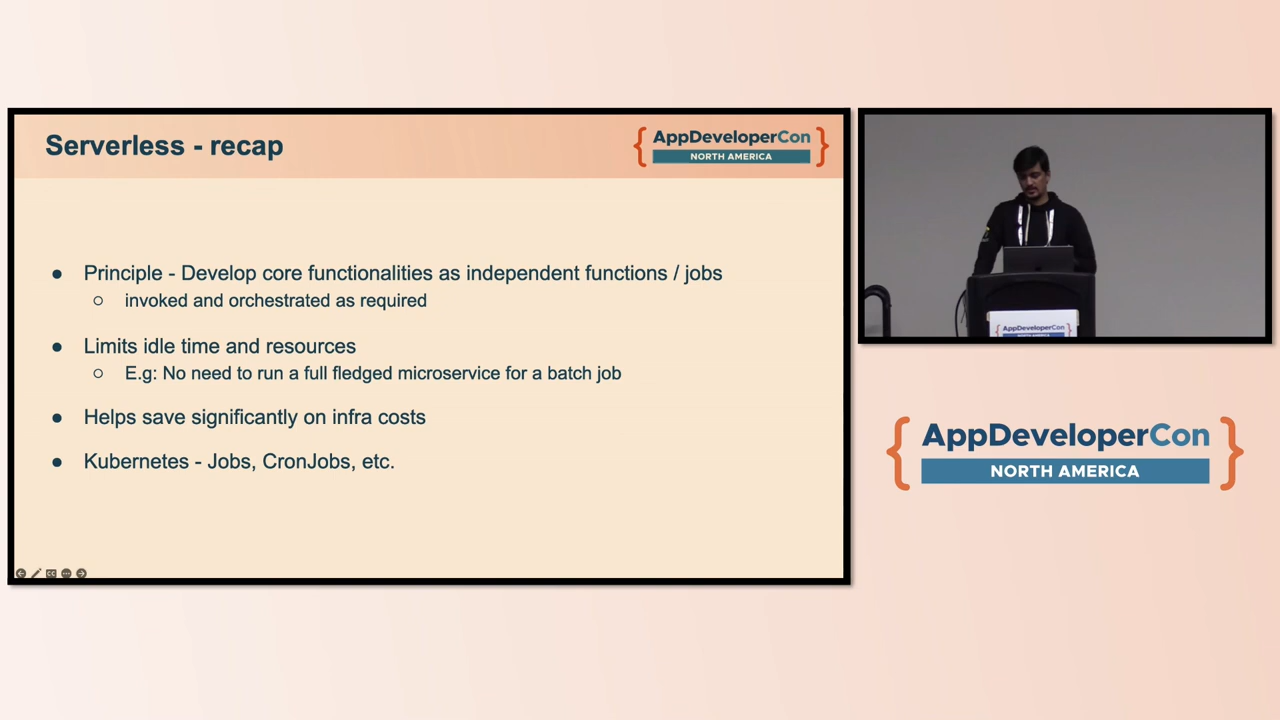 Serverless - recap
AppDeveloperCon
NORTH AMERICA
● Principle - Develop core functionalities as independent functions / jobs
○ invoked and orchestrated as required
● Limits idle time and resources
○ E.g: No need to run a full fledged microservice for a batch job
● Helps save significantly on infra costs
● Kubernetes - Jobs, CronJobs, etc.
AppDeveloperCon
AppDeveloperCon
NORTH AMERICA